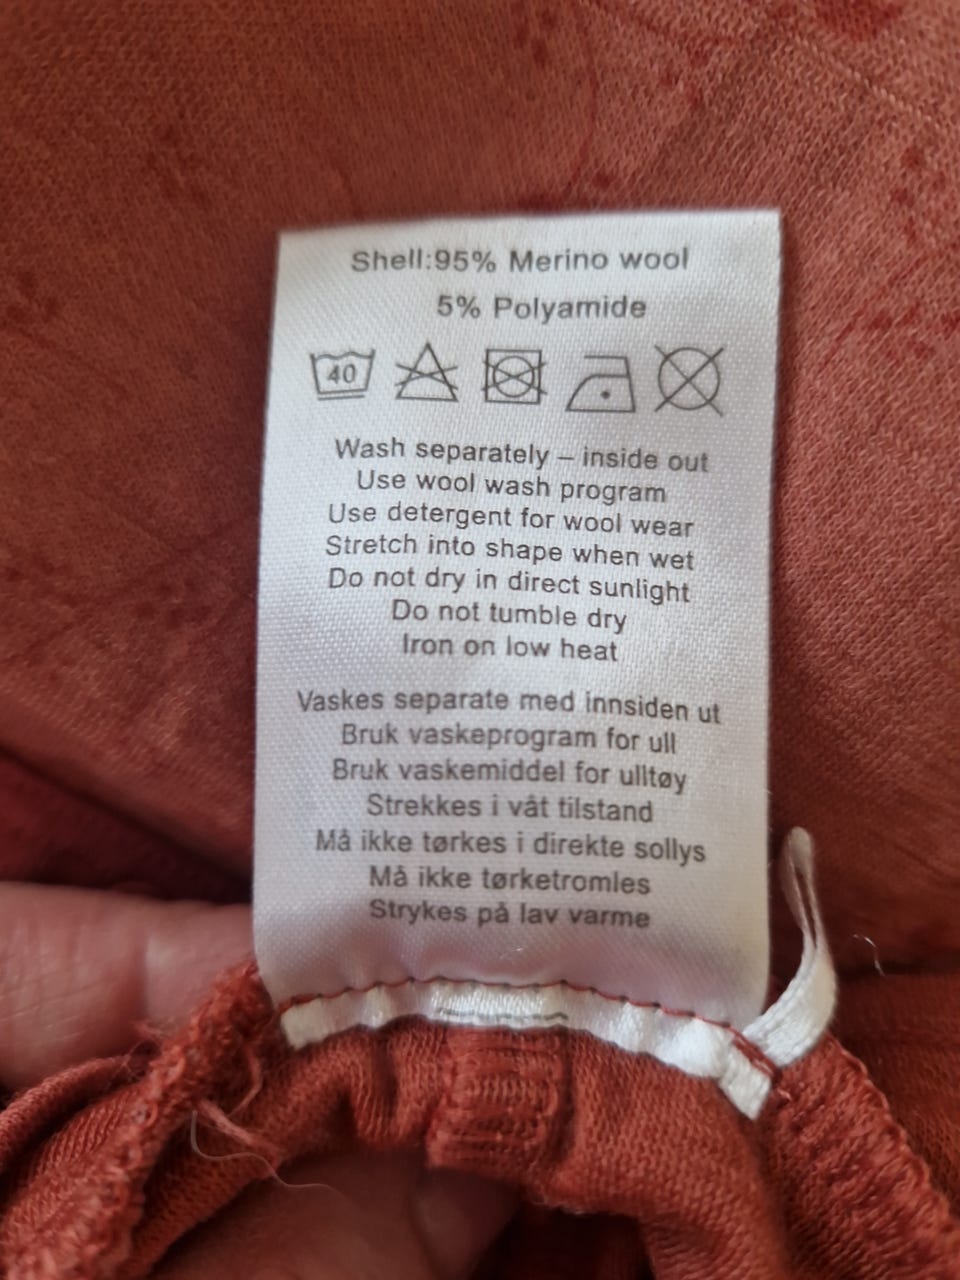 Shell:95% Merino wool
5% Polyamide
40
Wash separately – inside out
Use wool wash program
Use detergent for wool wear
Stretch into shape when wet
Do not dry in direct sunlight
Do not tumble dry
Iron on low heat
Vaskes separate med innsiden ut
Bruk vaskeprogram for ull
Bruk vaskemiddel for ulltøy
Strekkes i våt tilstand
Må ikke tørkes i direkte sollys
Må ikke tørketromles
Strykes på lav varme